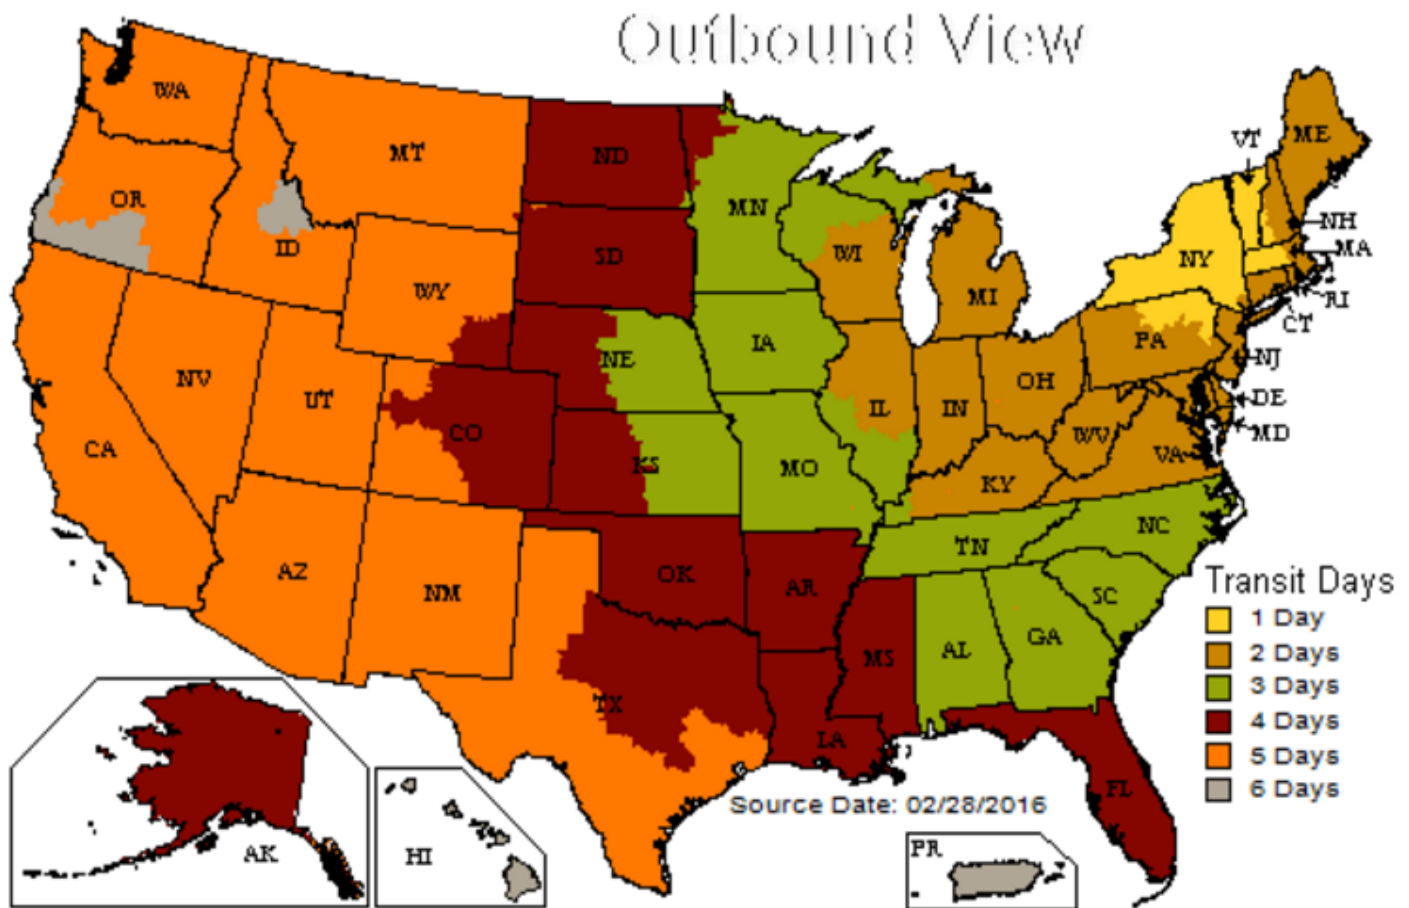 Outbound View
WA
MT
ND
MN
VT
ME
OR
ID
SD
WI
NH
MA
NY
WY
MI
RI
CT
NE
IA
PA
NJ
NV
UT
OH
IL
IN
DE
CO
MD
CA
WV
KS
MO
VA
KY
NC
TN
AZ
NM
OK
AR
SC
GA
AL
MS
TX
LA
FL
Transit Days
1 Day
2 Days
3 Days
4 Days
5 Days
6 Days
Source Date: 02/28/2016
AK
HI
PR